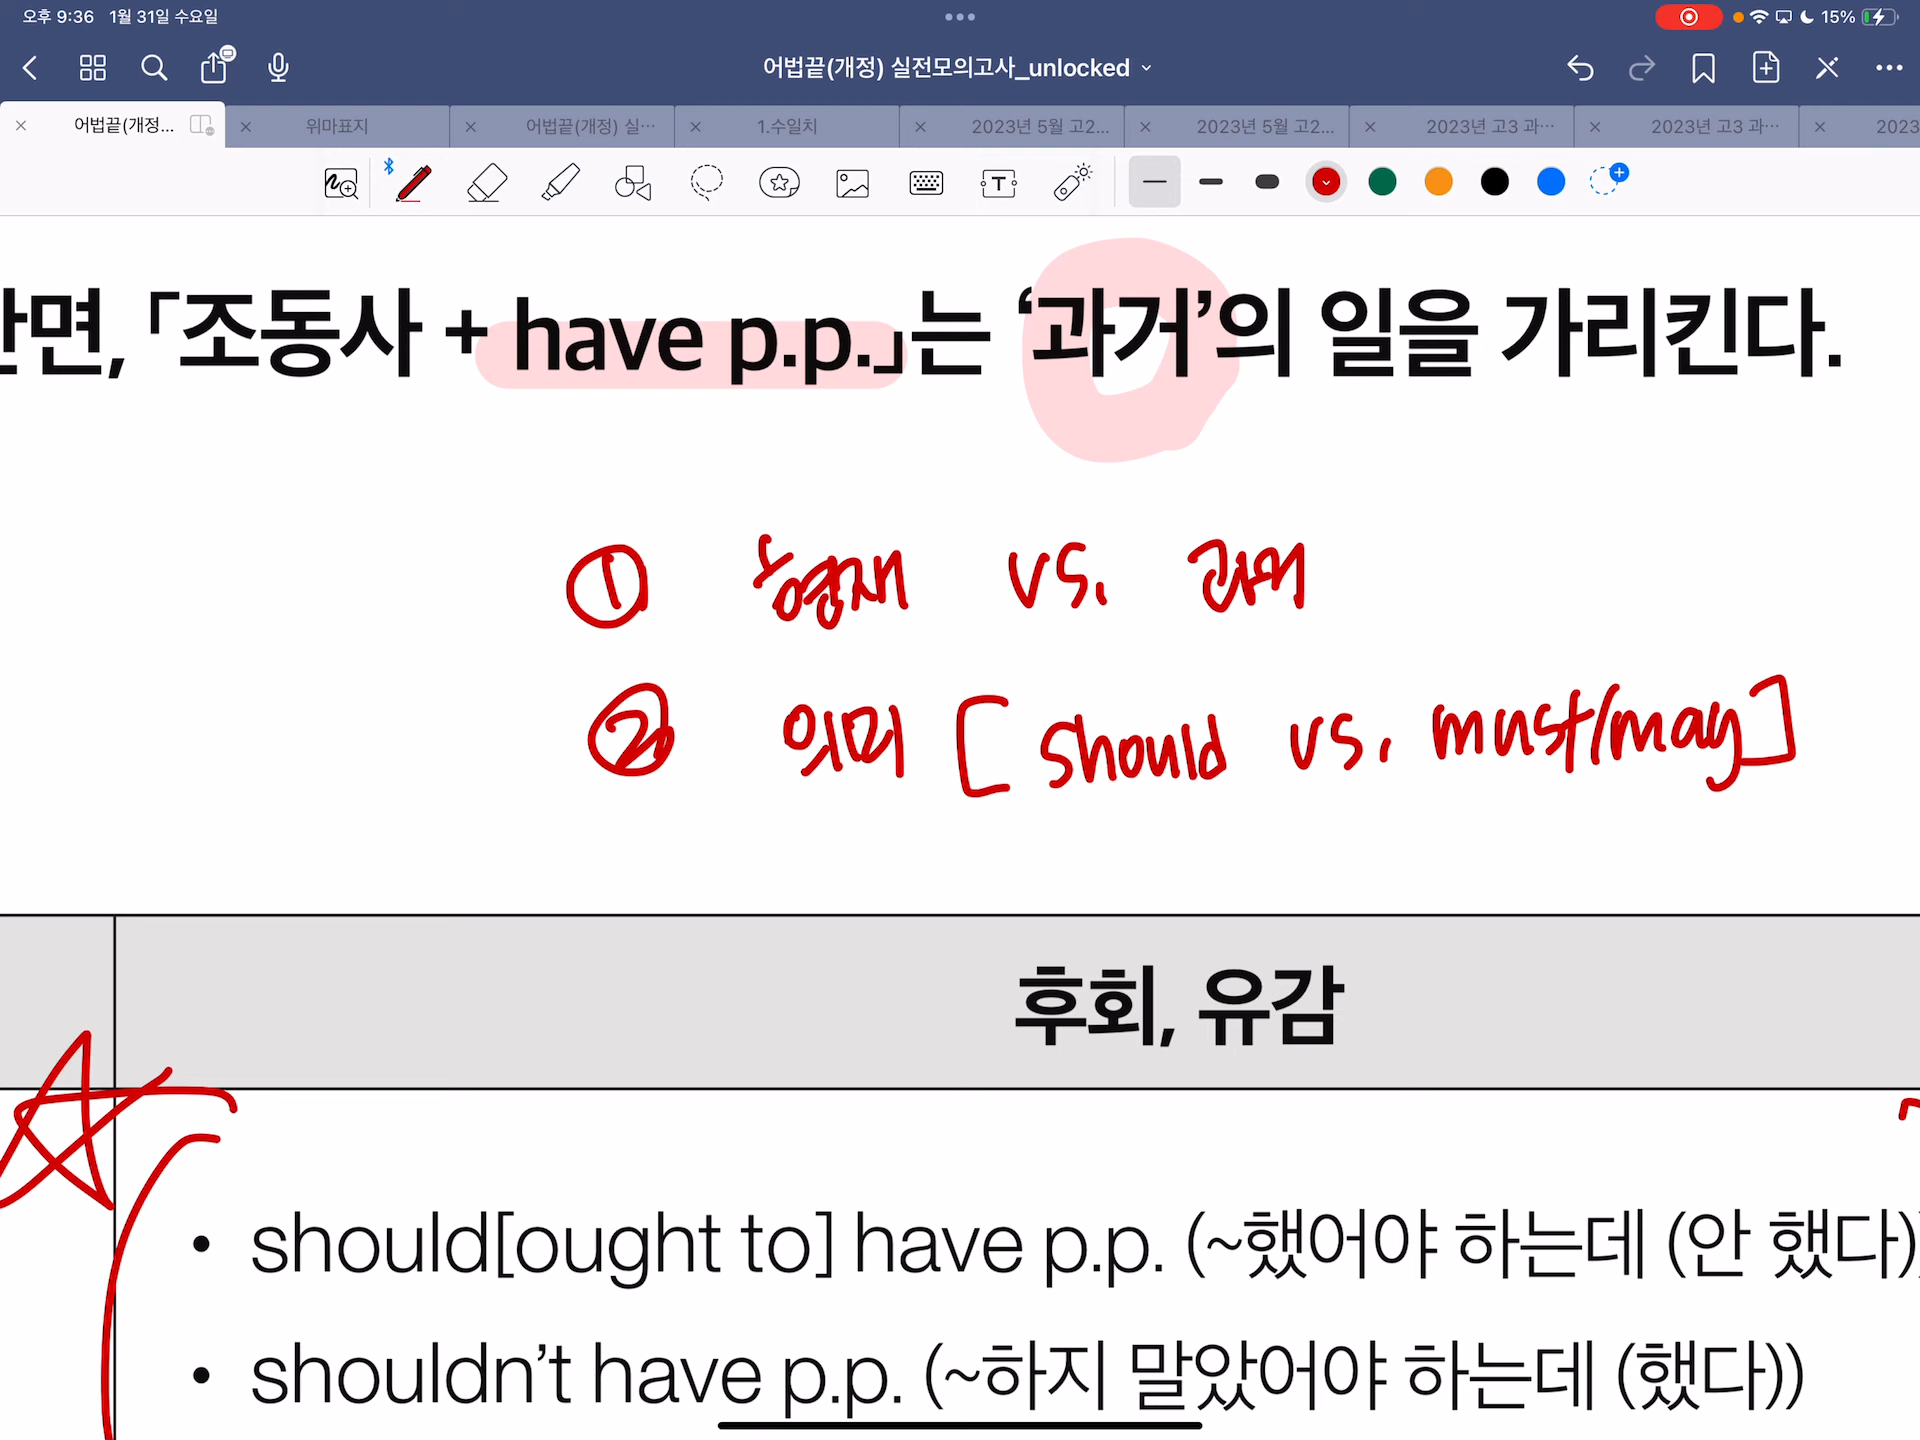 오후 9:36 1월 31일 수요일
15%
어법끝(개정) 실전모의고사_unlocked
어법끝(개정...
위마표지
어법끝(개정) 실...
1.수일치
2023년 5월 고2...
2023년 5월 고2...
2023년 고3 과...
2023년 고3 과...
2023
반면, 「조동사 + have p.p.」는 ‘과거’의 일을 가리킨다.
① 현재 vs. 과거
② 의미 [should vs. must/may]
후회, 유감
• should[ought to] have p.p. (~했어야 하는데 (안 했다))
• shouldn’t have p.p. (~하지 말았어야 하는데 (했다))